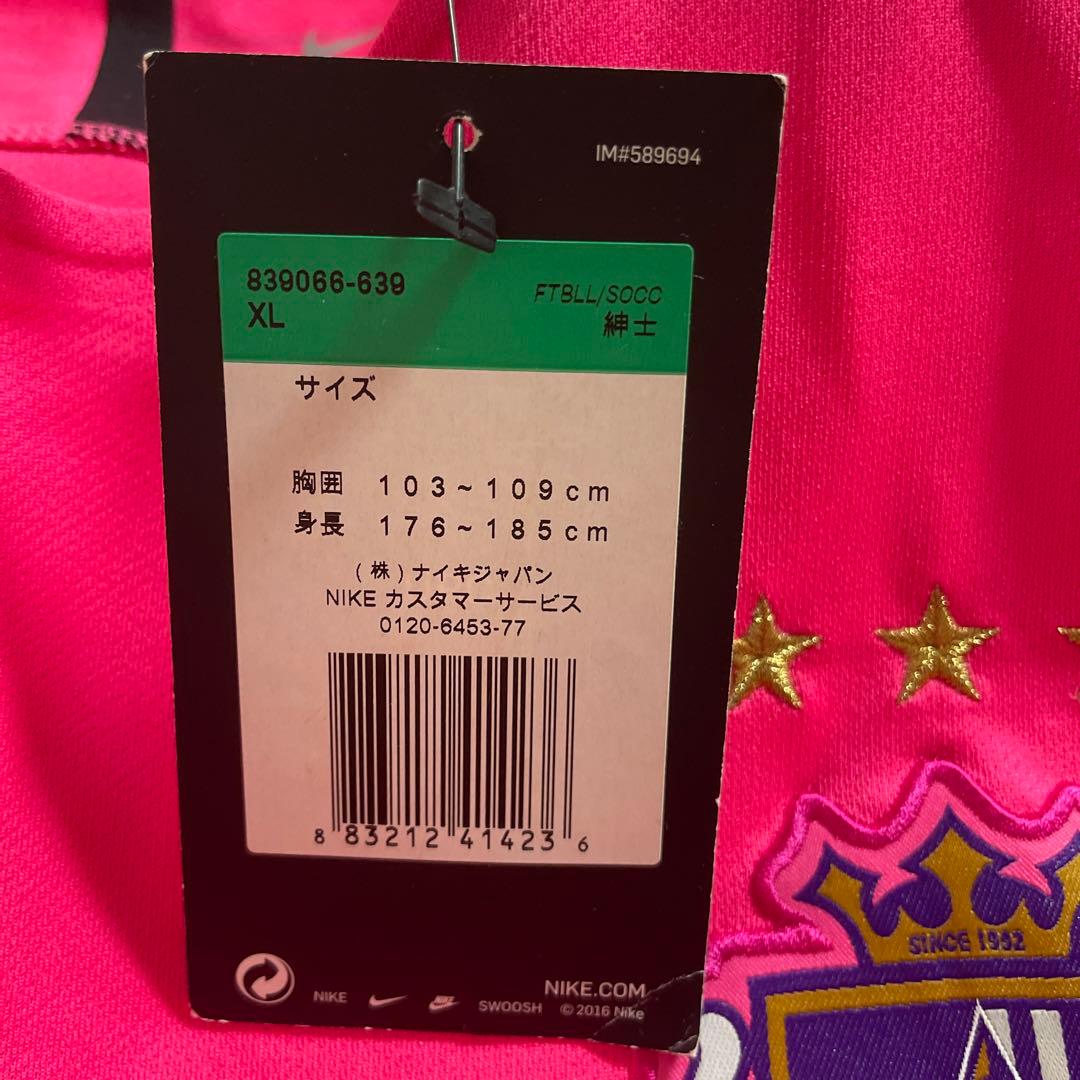 IM#589694
839066-639
XL
FTBLL/SOCC
紳士
サイズ
胸囲 103~109cm
身長 176~185cm
(株)ナイキジャパン
NIKE カスタマーサービス
0120-6453-77
8 83212 41423 6
NIKE.COM
NIKE SWOOSH © 2016 Nike
SINCE 1992